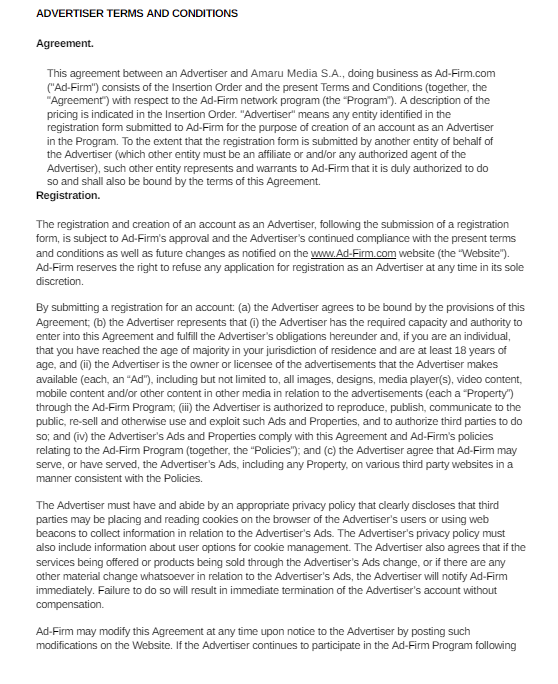 ADVERTISER TERMS AND CONDITIONS
Agreement.
This agreement between an Advertiser and Amaru Media S.A., doing business as Ad-Firm.com
("Ad-Firm") consists of the Insertion Order and the present Terms and Conditions (together, the
"Agreement") with respect to the Ad-Firm network program (the “Program”). A description of the
pricing is indicated in the Insertion Order. "Advertiser" means any entity identified in the
registration form submitted to Ad-Firm for the purpose of creation of an account as an Advertiser
in the Program. To the extent that the registration form is submitted by another entity of behalf of
the Advertiser (which other entity must be an affiliate or and/or any authorized agent of the
Advertiser), such other entity represents and warrants to Ad-Firm that it is duly authorized to do
so and shall also be bound by the terms of this Agreement.
Registration.
The registration and creation of an account as an Advertiser, following the submission of a registration
form, is subject to Ad-Firm’s approval and the Advertiser’s continued compliance with the present terms
and conditions as well as future changes as notified on the www.Ad-Firm.com website (the “Website”).
Ad-Firm reserves the right to refuse any application for registration as an Advertiser at any time in its sole
discretion.
By submitting a registration for an account: (a) the Advertiser agrees to be bound by the provisions of this
Agreement; (b) the Advertiser represents that (i) the Advertiser has the required capacity and authority to
enter into this Agreement and fulfill the Advertiser’s obligations hereunder and, if you are an individual,
that you have reached the age of majority in your jurisdiction of residence and are at least 18 years of
age, and (ii) the Advertiser is the owner or licensee of the advertisements that the Advertiser makes
available (each, an “Ad”), including but not limited to, all images, designs, media player(s), video content,
mobile content and/or other content in other media in relation to the advertisements (each a “Property”)
through the Ad-Firm Program; (iii) the Advertiser is authorized to reproduce, publish, communicate to the
public, re-sell and otherwise use and exploit such Ads and Properties, and to authorize third parties to do
so; and (iv) the Advertiser’s Ads and Properties comply with this Agreement and Ad-Firm’s policies
relating to the Ad-Firm Program (together, the “Policies”); and (c) the Advertiser agree that Ad-Firm may
serve, or have served, the Advertiser’s Ads, including any Property, on various third party websites in a
manner consistent with the Policies.
The Advertiser must have and abide by an appropriate privacy policy that clearly discloses that third
parties may be placing and reading cookies on the browser of the Advertiser’s users or using web
beacons to collect information in relation to the Advertiser’s Ads. The Advertiser’s privacy policy must
also include information about user options for cookie management. The Advertiser also agrees that if the
services being offered or products being sold through the Advertiser’s Ads change, or if there are any
other material change whatsoever in relation to the Advertiser’s Ads, the Advertiser will notify Ad-Firm
immediately. Failure to do so will result in immediate termination of the Advertiser’s account without
compensation.
Ad-Firm may modify this Agreement at any time upon notice to the Advertiser by posting such
modifications on the Website. If the Advertiser continues to participate in the Ad-Firm Program following